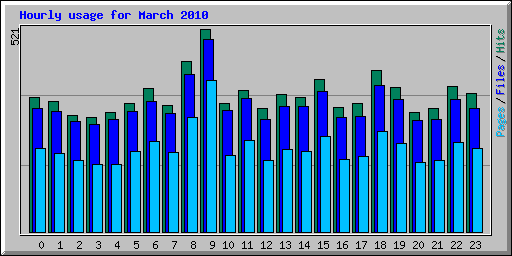 Hourly usage for March 2010
521
Pages / Files / Hits
0 1 2 3 4 5 6 7 8 9 10 11 12 13 14 15 16 17 18 19 20 21 22 23